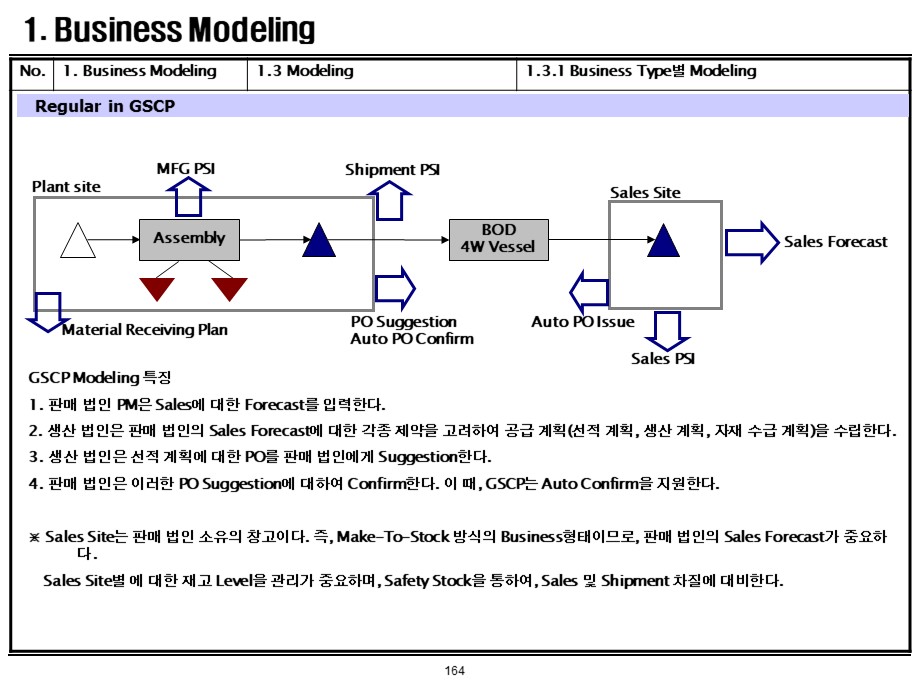 1. Business Modeling
No. 1. Business Modeling 1.3 Modeling 1.3.1 Business Type별 Modeling
Regular in GSCP
MFG PSI
Shipment PSI
Plant site
Sales Site
Assembly
BOD
4W Vessel
Sales Forecast
Material Receiving Plan
PO Suggestion
Auto PO Confirm
Auto PO Issue
Sales PSI
GSCP Modeling 특징
1. 판매 법인 PM은 Sales에 대한 Forecast를 입력한다.
2. 생산 법인은 판매 법인의 Sales Forecast에 대한 각종 제약을 고려하여 공급 계획(선적 계획, 생산 계획, 자재 수급 계획)을 수립한다.
3. 생산 법인은 선적 계획에 대한 PO를 판매 법인에게 Suggestion한다.
4. 판매 법인은 이러한 PO Suggestion에 대하여 Confirm한다. 이 때, GSCP는 Auto Confirm을 지원한다.
※ Sales Site는 판매 법인 소유의 창고이다. 즉, Make-To-Stock 방식의 Business형태이므로, 판매 법인의 Sales Forecast가 중요하
다.
Sales Site별 에 대한 재고 Level을 관리가 중요하며, Safety Stock을 통하여, Sales 및 Shipment 차질에 대비한다.
164